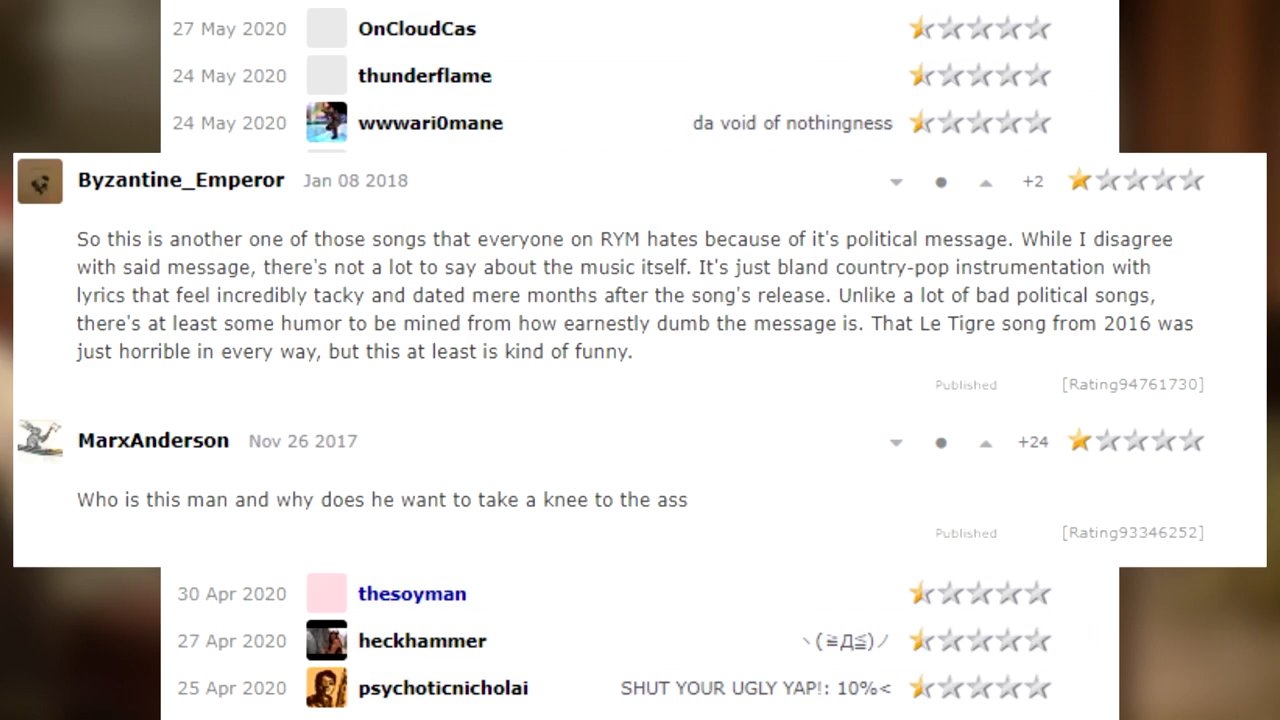 27 May 2020 OnCloudCas
24 May 2020 thunderflame
24 May 2020 wwwari0mane da void of nothingness
Byzantine_Emperor Jan 08 2018 +2
So this is another one of those songs that everyone on RYM hates because of it's political message. While I disagree
with said message, there's not a lot to say about the music itself. It's just bland country-pop instrumentation with
lyrics that feel incredibly tacky and dated mere months after the song's release. Unlike a lot of bad political songs,
there's at least some humor to be mined from how earnestly dumb the message is. That Le Tigre song from 2016 was
just horrible in every way, but this at least is kind of funny.
Published [Rating94761730]
MarxAnderson Nov 26 2017 +24
Who is this man and why does he want to take a knee to the ass
Published [Rating93346252]
30 Apr 2020 thesoyman
27 Apr 2020 heckhammer ヽ(≧Д≦)ノ
25 Apr 2020 psychoticnicholai SHUT YOUR UGLY YAP!: 10%<